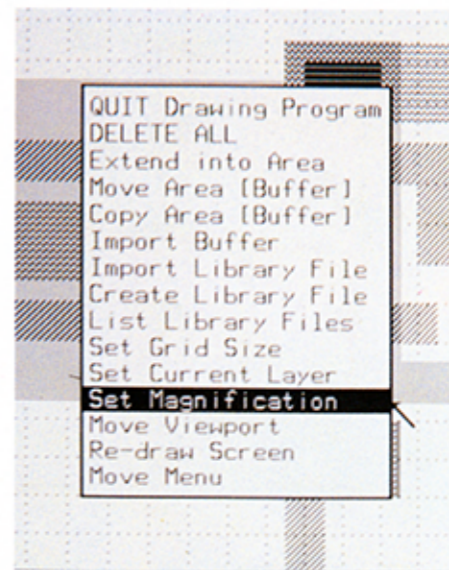 QUIT Drawing Program
DELETE ALL
Extend into Area
Move Area [Buffer]
Copy Area [Buffer]
Import Buffer
Import Library File
Create Library File
List Library Files
Set Grid Size
Set Current Layer
Set Magnification
Move Viewport
Re-draw Screen
Move Menu